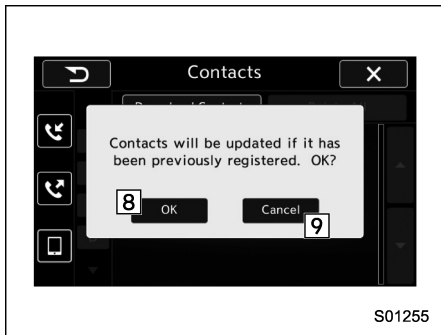 Contacts
Contacts will be updated if it has
been previously registered.  OK?
8
OK
Cancel
9
S01255